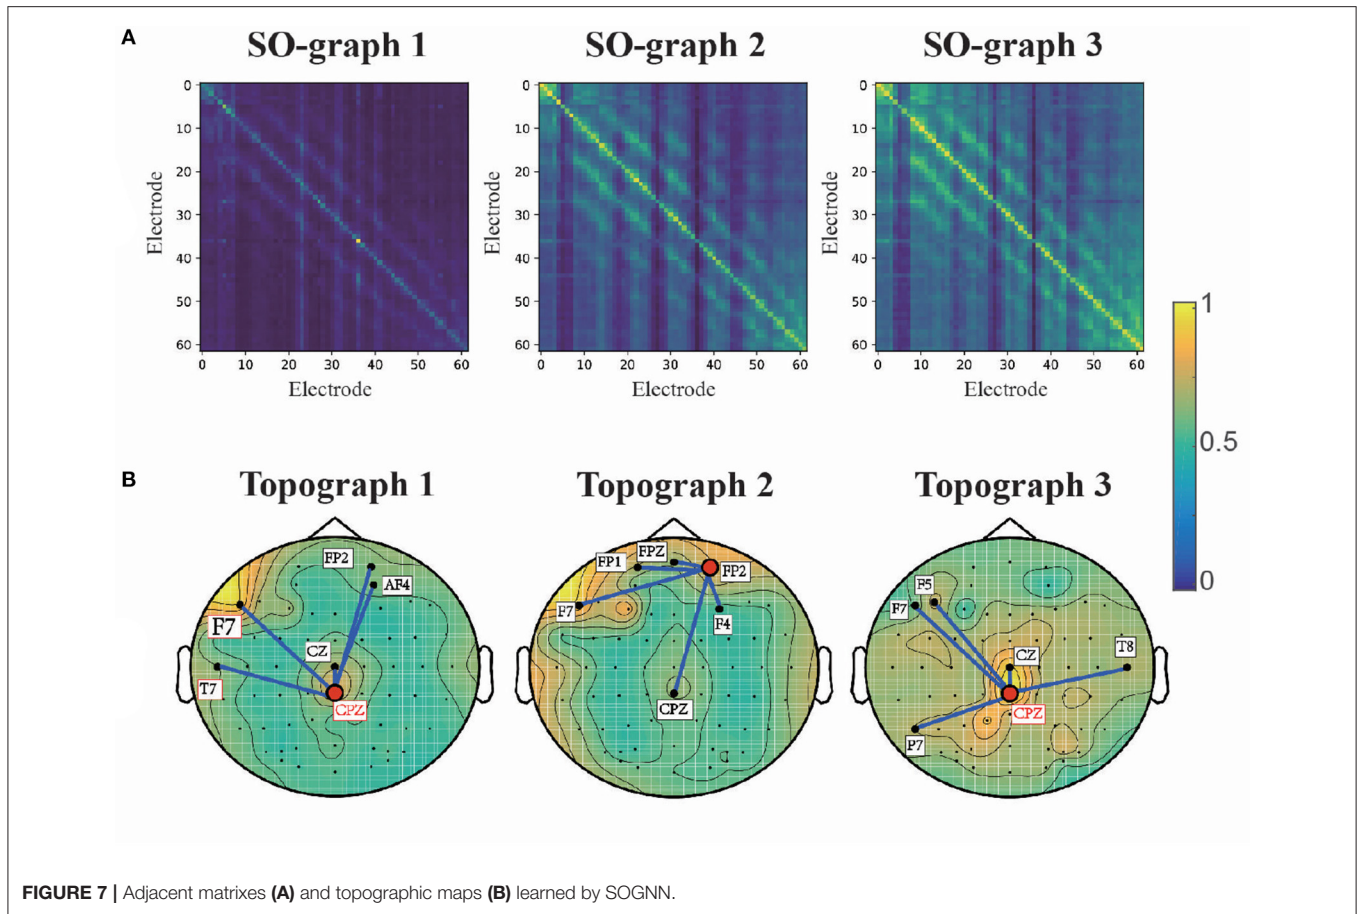 A
SO-graph 1
SO-graph 2
SO-graph 3
Electrode
0
10
20
30
40
50
60
0 10 20 30 40 50 60
Electrode
Electrode
0
10
20
30
40
50
60
0 10 20 30 40 50 60
Electrode
Electrode
0
10
20
30
40
50
60
0 10 20 30 40 50 60
Electrode
1
0.5
0
B
Topograph 1
Topograph 2
Topograph 3
FP2
AF4
F7
CZ
T7
CPZ
FP1
FPZ
FP2
F7
F4
CPZ
F5
F7
CZ
T8
CPZ
P7
FIGURE 7 | Adjacent matrixes (A) and topographic maps (B) learned by SOGNN.